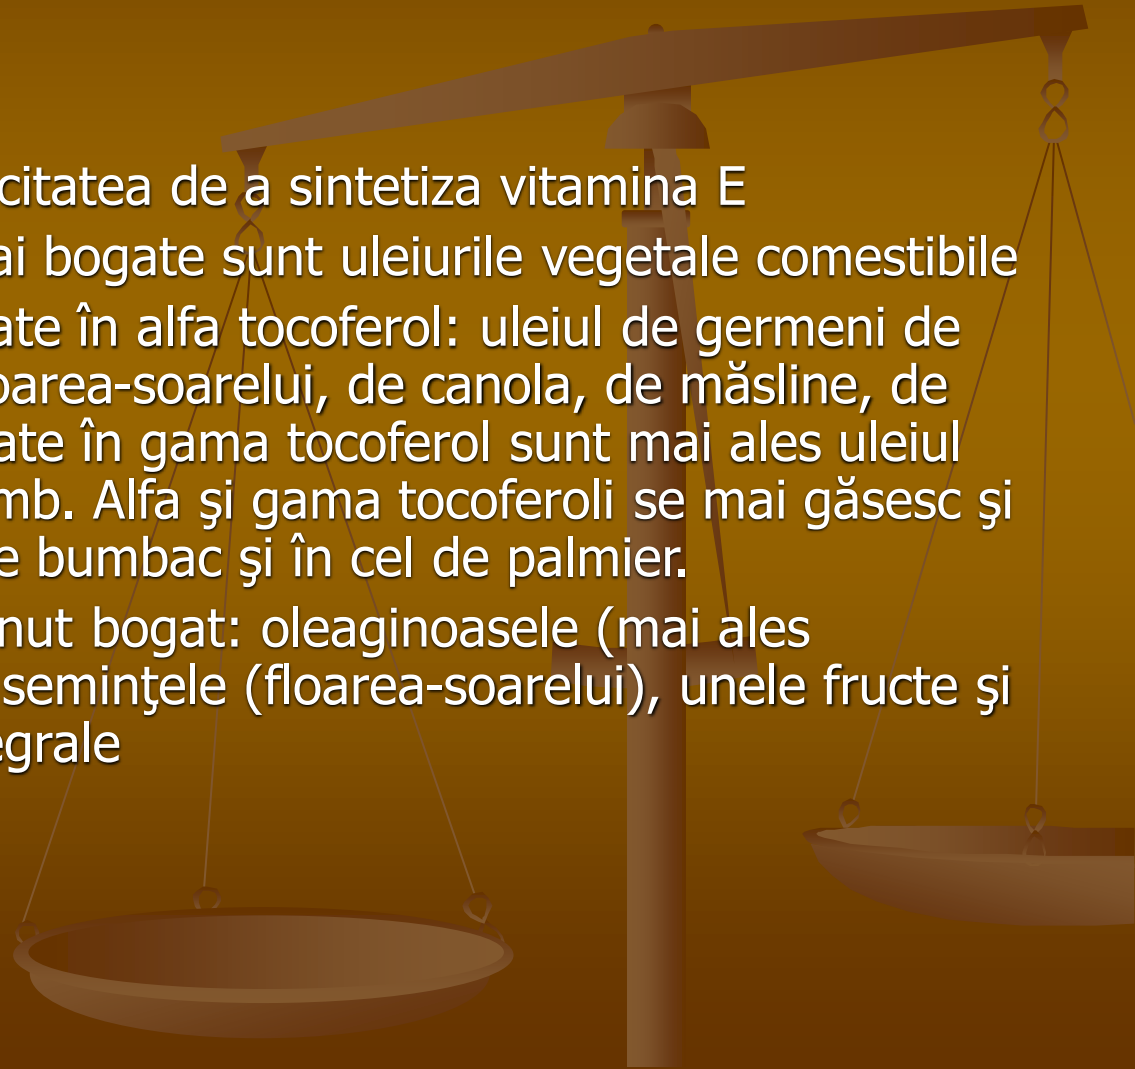 citatea de a sintetiza vitamina E
ai bogate sunt uleiurile vegetale comestibile
ate în alfa tocoferol: uleiul de germeni de
oarea-soarelui, de canola, de măsline, de
ate în gama tocoferol sunt mai ales uleiul
mb. Alfa şi gama tocoferoli se mai găsesc şi
e bumbac şi în cel de palmier.
nut bogat: oleaginoasele (mai ales
seminţele (floarea-soarelui), unele fructe şi
egrale